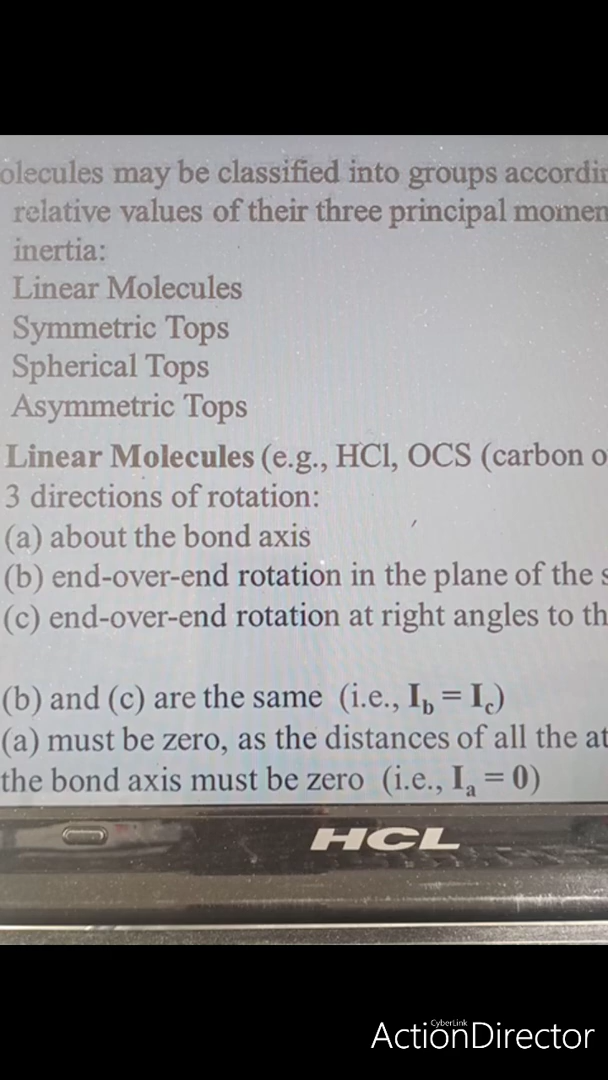 olecules may be classified into groups accordin
relative values of their three principal momen
inertia:
Linear Molecules
Symmetric Tops
Spherical Tops
Asymmetric Tops
Linear Molecules (e.g., HCl, OCS (carbon o
3 directions of rotation:
(a) about the bond axis
(b) end-over-end rotation in the plane of the s
(c) end-over-end rotation at right angles to th
(b) and (c) are the same (i.e., I_b = I_c)
(a) must be zero, as the distances of all the at
the bond axis must be zero (i.e., I_a = 0)
HCL
CyberLink
ActionDirector